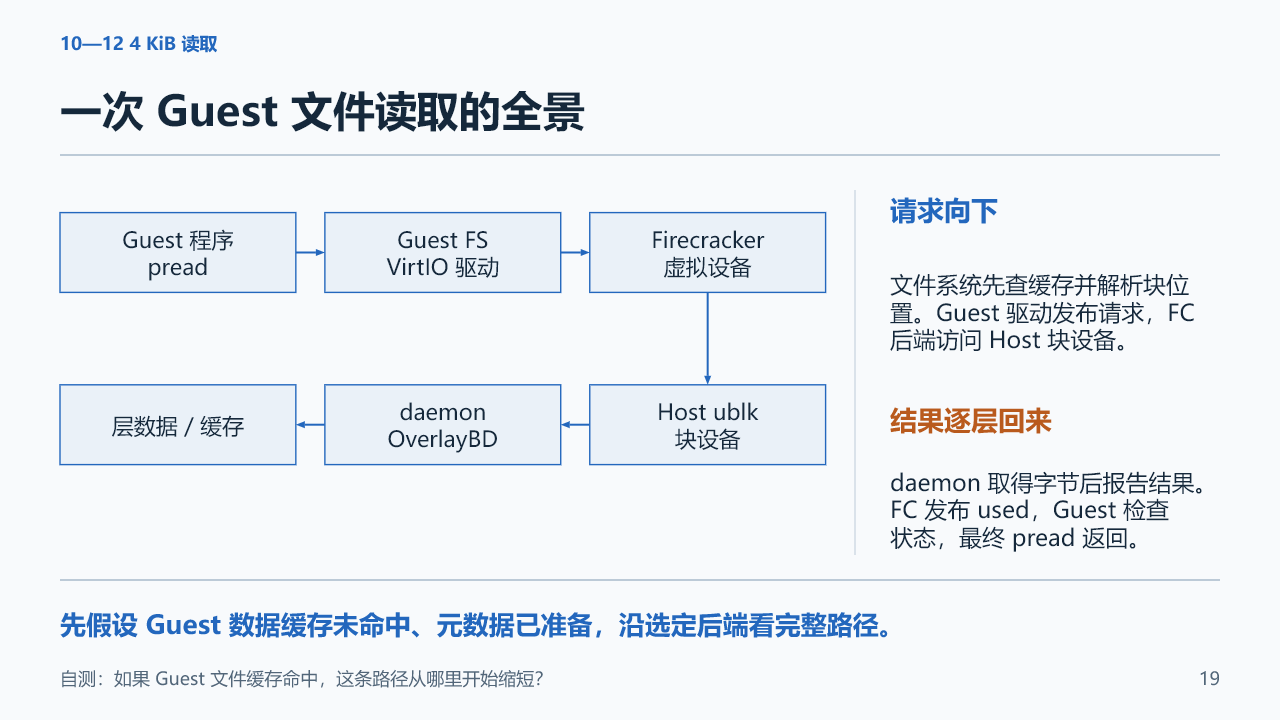 10—12 4 KiB 读取
一次 Guest 文件读取的全景
Guest 程序
pread
Guest FS
VirtIO 驱动
Firecracker
虚拟设备
层数据 / 缓存
daemon
OverlayBD
Host ublk
块设备
请求向下
文件系统先查缓存并解析块位
置。Guest 驱动发布请求，FC
后端访问 Host 块设备。
结果逐层回来
daemon 取得字节后报告结果。
FC 发布 used，Guest 检查
状态，最终 pread 返回。
先假设 Guest 数据缓存未命中、元数据已准备，沿选定后端看完整路径。
自测：如果 Guest 文件缓存命中，这条路径从哪里开始缩短？
19